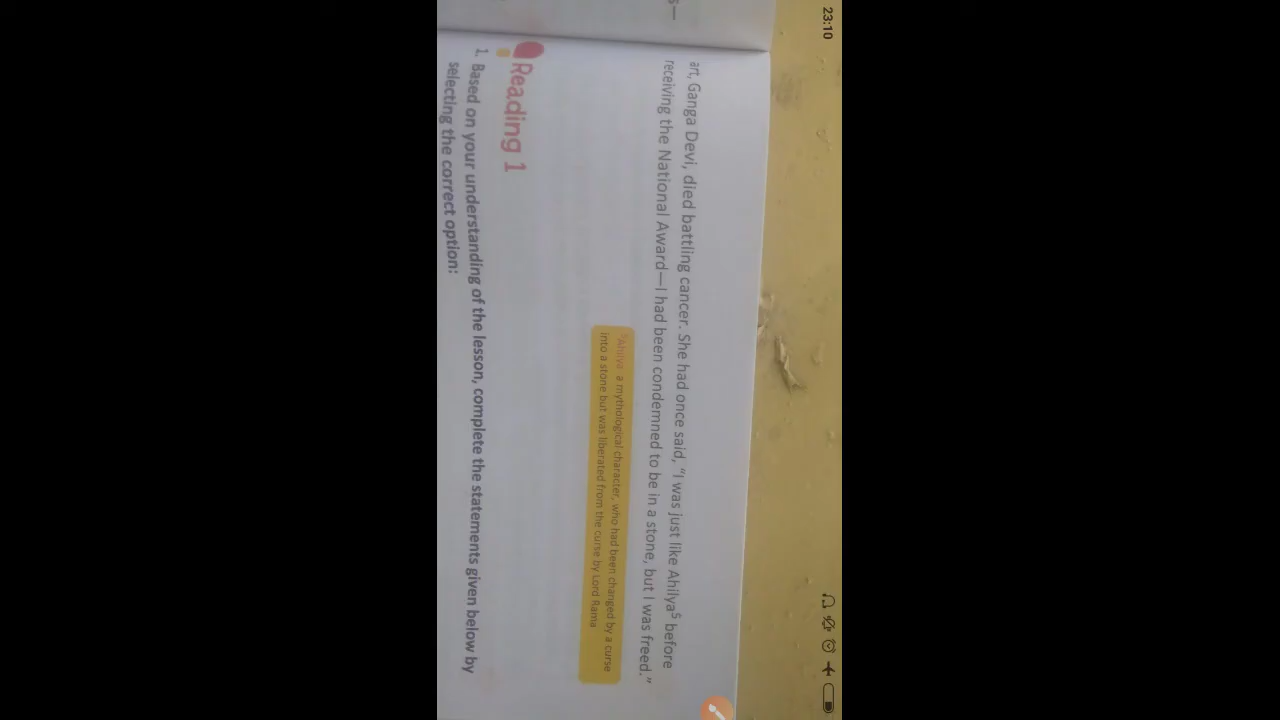 23:10
s—
art, Ganga Devi, died battling cancer. She had once said, "I was just like Ahilya⁵ before
receiving the National Award—I had been condemned to be in a stone, but I was freed."
⁵Ahilya a mythological character, who had been changed by a curse
into a stone but was liberated from the curse by Lord Rama
Reading 1
1. Based on your understanding of the lesson, complete the statements given below by
selecting the correct option: